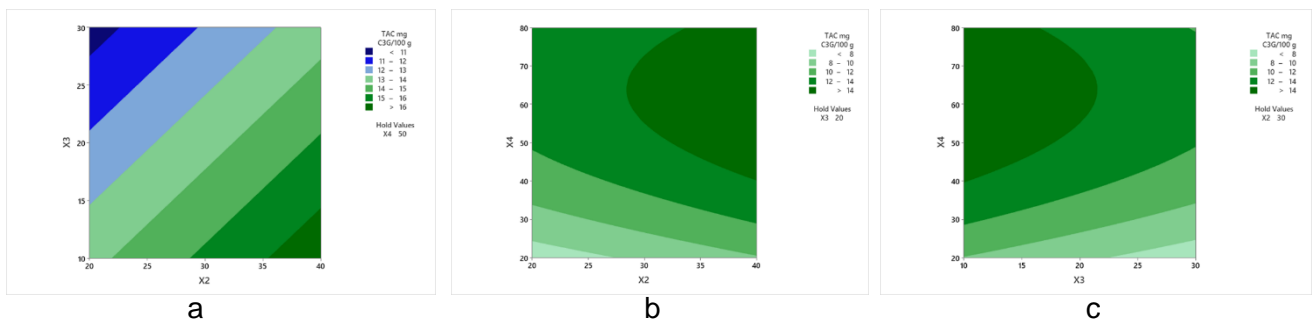 TAC mg
C3G/100 g
< 11
11 – 12
12 – 13
13 – 14
14 – 15
15 – 16
> 16
Hold Values
X4 50
X3
30
25
20
15
10
20 25 30 35 40
X2
a
TAC mg
C3G/100 g
< 8
8 – 10
10 – 12
12 – 14
> 14
Hold Values
X3 20
X4
80
70
60
50
40
30
20
20 25 30 35 40
X2
b
TAC mg
C3G/100 g
< 8
8 – 10
10 – 12
12 – 14
> 14
Hold Values
X2 30
X4
80
70
60
50
40
30
20
10 15 20 25 30
X3
c